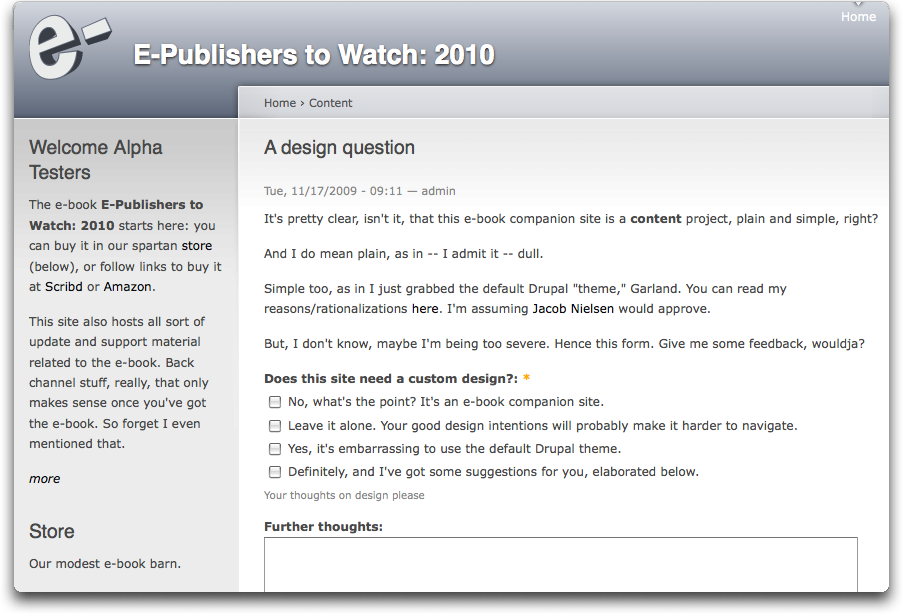 Home
e-
E-Publishers to Watch: 2010
Home › Content
Welcome Alpha
Testers
The e-book E-Publishers to
Watch: 2010 starts here: you
can buy it in our spartan store
(below), or follow links to buy it
at Scribd or Amazon.
This site also hosts all sort of
update and support material
related to the e-book. Back
channel stuff, really, that only
makes sense once you've got
the e-book. So forget I even
mentioned that.
more
Store
Our modest e-book barn.
A design question
Tue, 11/17/2009 - 09:11 — admin
It's pretty clear, isn't it, that this e-book companion site is a content project, plain and simple, right?
And I do mean plain, as in -- I admit it -- dull.
Simple too, as in I just grabbed the default Drupal "theme," Garland. You can read my
reasons/rationalizations here. I'm assuming Jacob Nielsen would approve.
But, I don't know, maybe I'm being too severe. Hence this form. Give me some feedback, wouldja?
Does this site need a custom design?: *
No, what's the point? It's an e-book companion site.
Leave it alone. Your good design intentions will probably make it harder to navigate.
Yes, it's embarrassing to use the default Drupal theme.
Definitely, and I've got some suggestions for you, elaborated below.
Your thoughts on design please
Further thoughts: